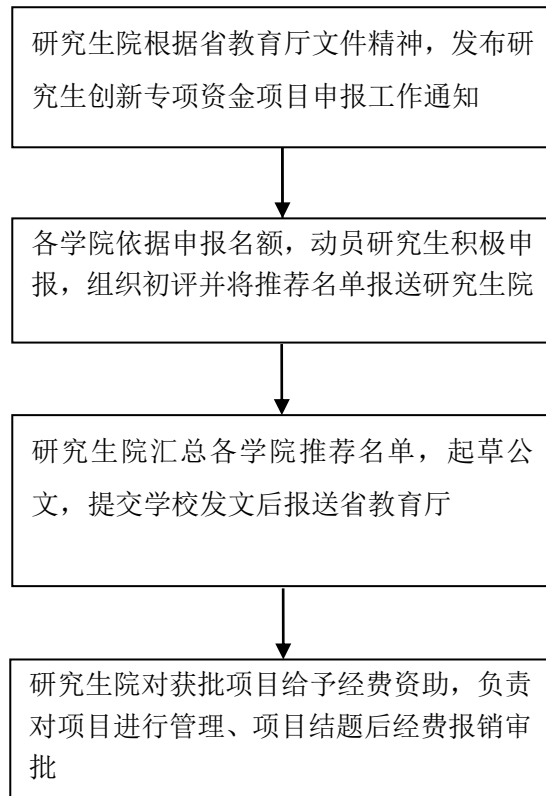 研究生院根据省教育厅文件精神，发布研
究生创新专项资金项目申报工作通知
各学院依据申报名额，动员研究生积极申
报，组织初评并将推荐名单报送研究生院
研究生院汇总各学院推荐名单，起草公
文，提交学校发文后报送省教育厅
研究生院对获批项目给予经费资助，负责
对项目进行管理、项目结题后经费报销审
批